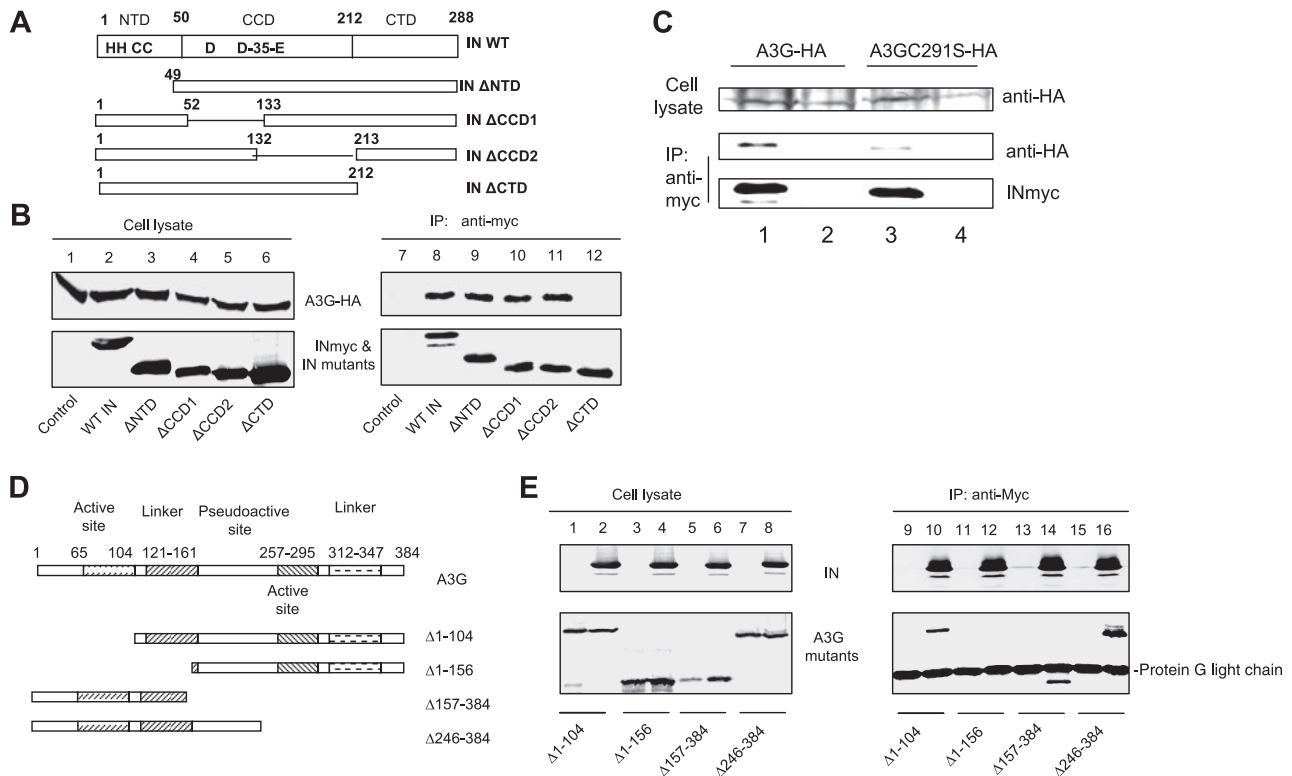 A
1 NTD 50 CCD 212 CTD 288
HH CC D D-35-E IN WT
49
IN ΔNTD
1 52 133
IN ΔCCD1
1 132 213
IN ΔCCD2
1 212
IN ΔCTD
B
Cell lysate IP: anti-myc
1 2 3 4 5 6 7 8 9 10 11 12
A3G-HA
INmyc &
IN mutants
Control WT IN ΔNTD ΔCCD1 ΔCCD2 ΔCTD Control WT IN ΔNTD ΔCCD1 ΔCCD2 ΔCTD
C
A3G-HA A3GC291S-HA
Cell
lysate
anti-HA
IP:
anti-
myc
anti-HA
INmyc
1 2 3 4
D
Active
site
Linker
Pseudoactive
site
Linker
1 65 104 121-161 257-295 312-347 384
A3G
Active
site
Δ1-104
Δ1-156
Δ157-384
Δ246-384
E
Cell lysate IP: anti-Myc
1 2 3 4 5 6 7 8 9 10 11 12 13 14 15 16
IN
A3G
mutants
-Protein G light chain
Δ1-104 Δ1-156 Δ157-384 Δ246-384 Δ1-104 Δ1-156 Δ157-384 Δ246-384